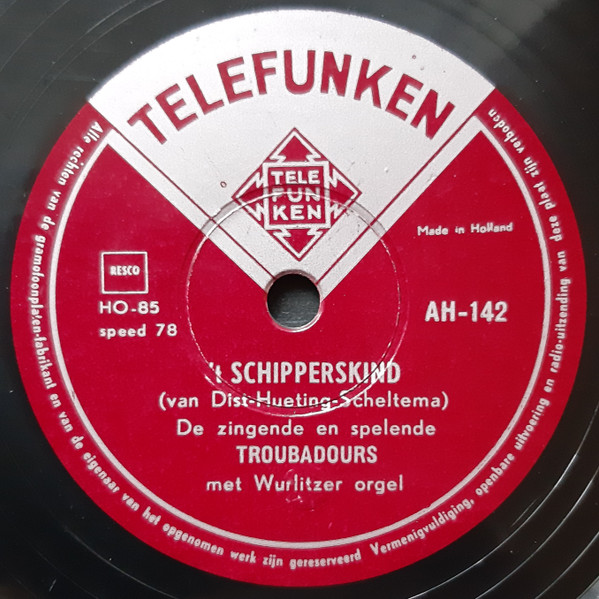 TELEFUNKEN
TELE
FUN
KEN
Made in Holland
RESCO
HO-85
speed 78
AH-142
't SCHIPPERSKIND
(van Dist-Hueting-Scheltema)
De zingende en spelende
TROUBADOURS
met Wurlitzer orgel
Alle rechten van de gramofoonplaten-fabrikant en van de eigenaar van het opgenomen werk zijn gereserveerd Vermenigvuldiging, openbare uitvoering en radio-uitzending van deze plaat zijn verboden